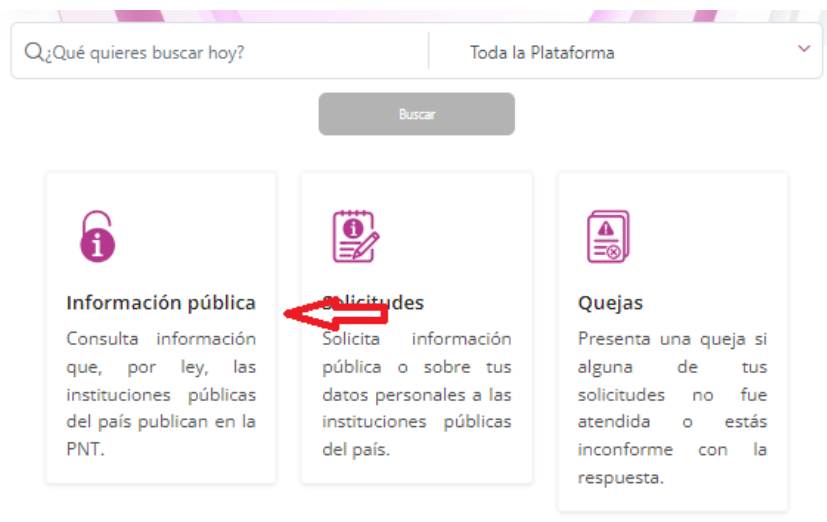 ¿Qué quieres buscar hoy?
Toda la Plataforma
Buscar
Información pública
Consulta información
que, por ley, las
instituciones públicas
del país publican en la
PNT.
Solicitudes
Solicita información
pública o sobre tus
datos personales a las
instituciones públicas
del país.
Quejas
Presenta una queja si
alguna de tus
solicitudes no fue
atendida o estás
inconforme con la
respuesta.